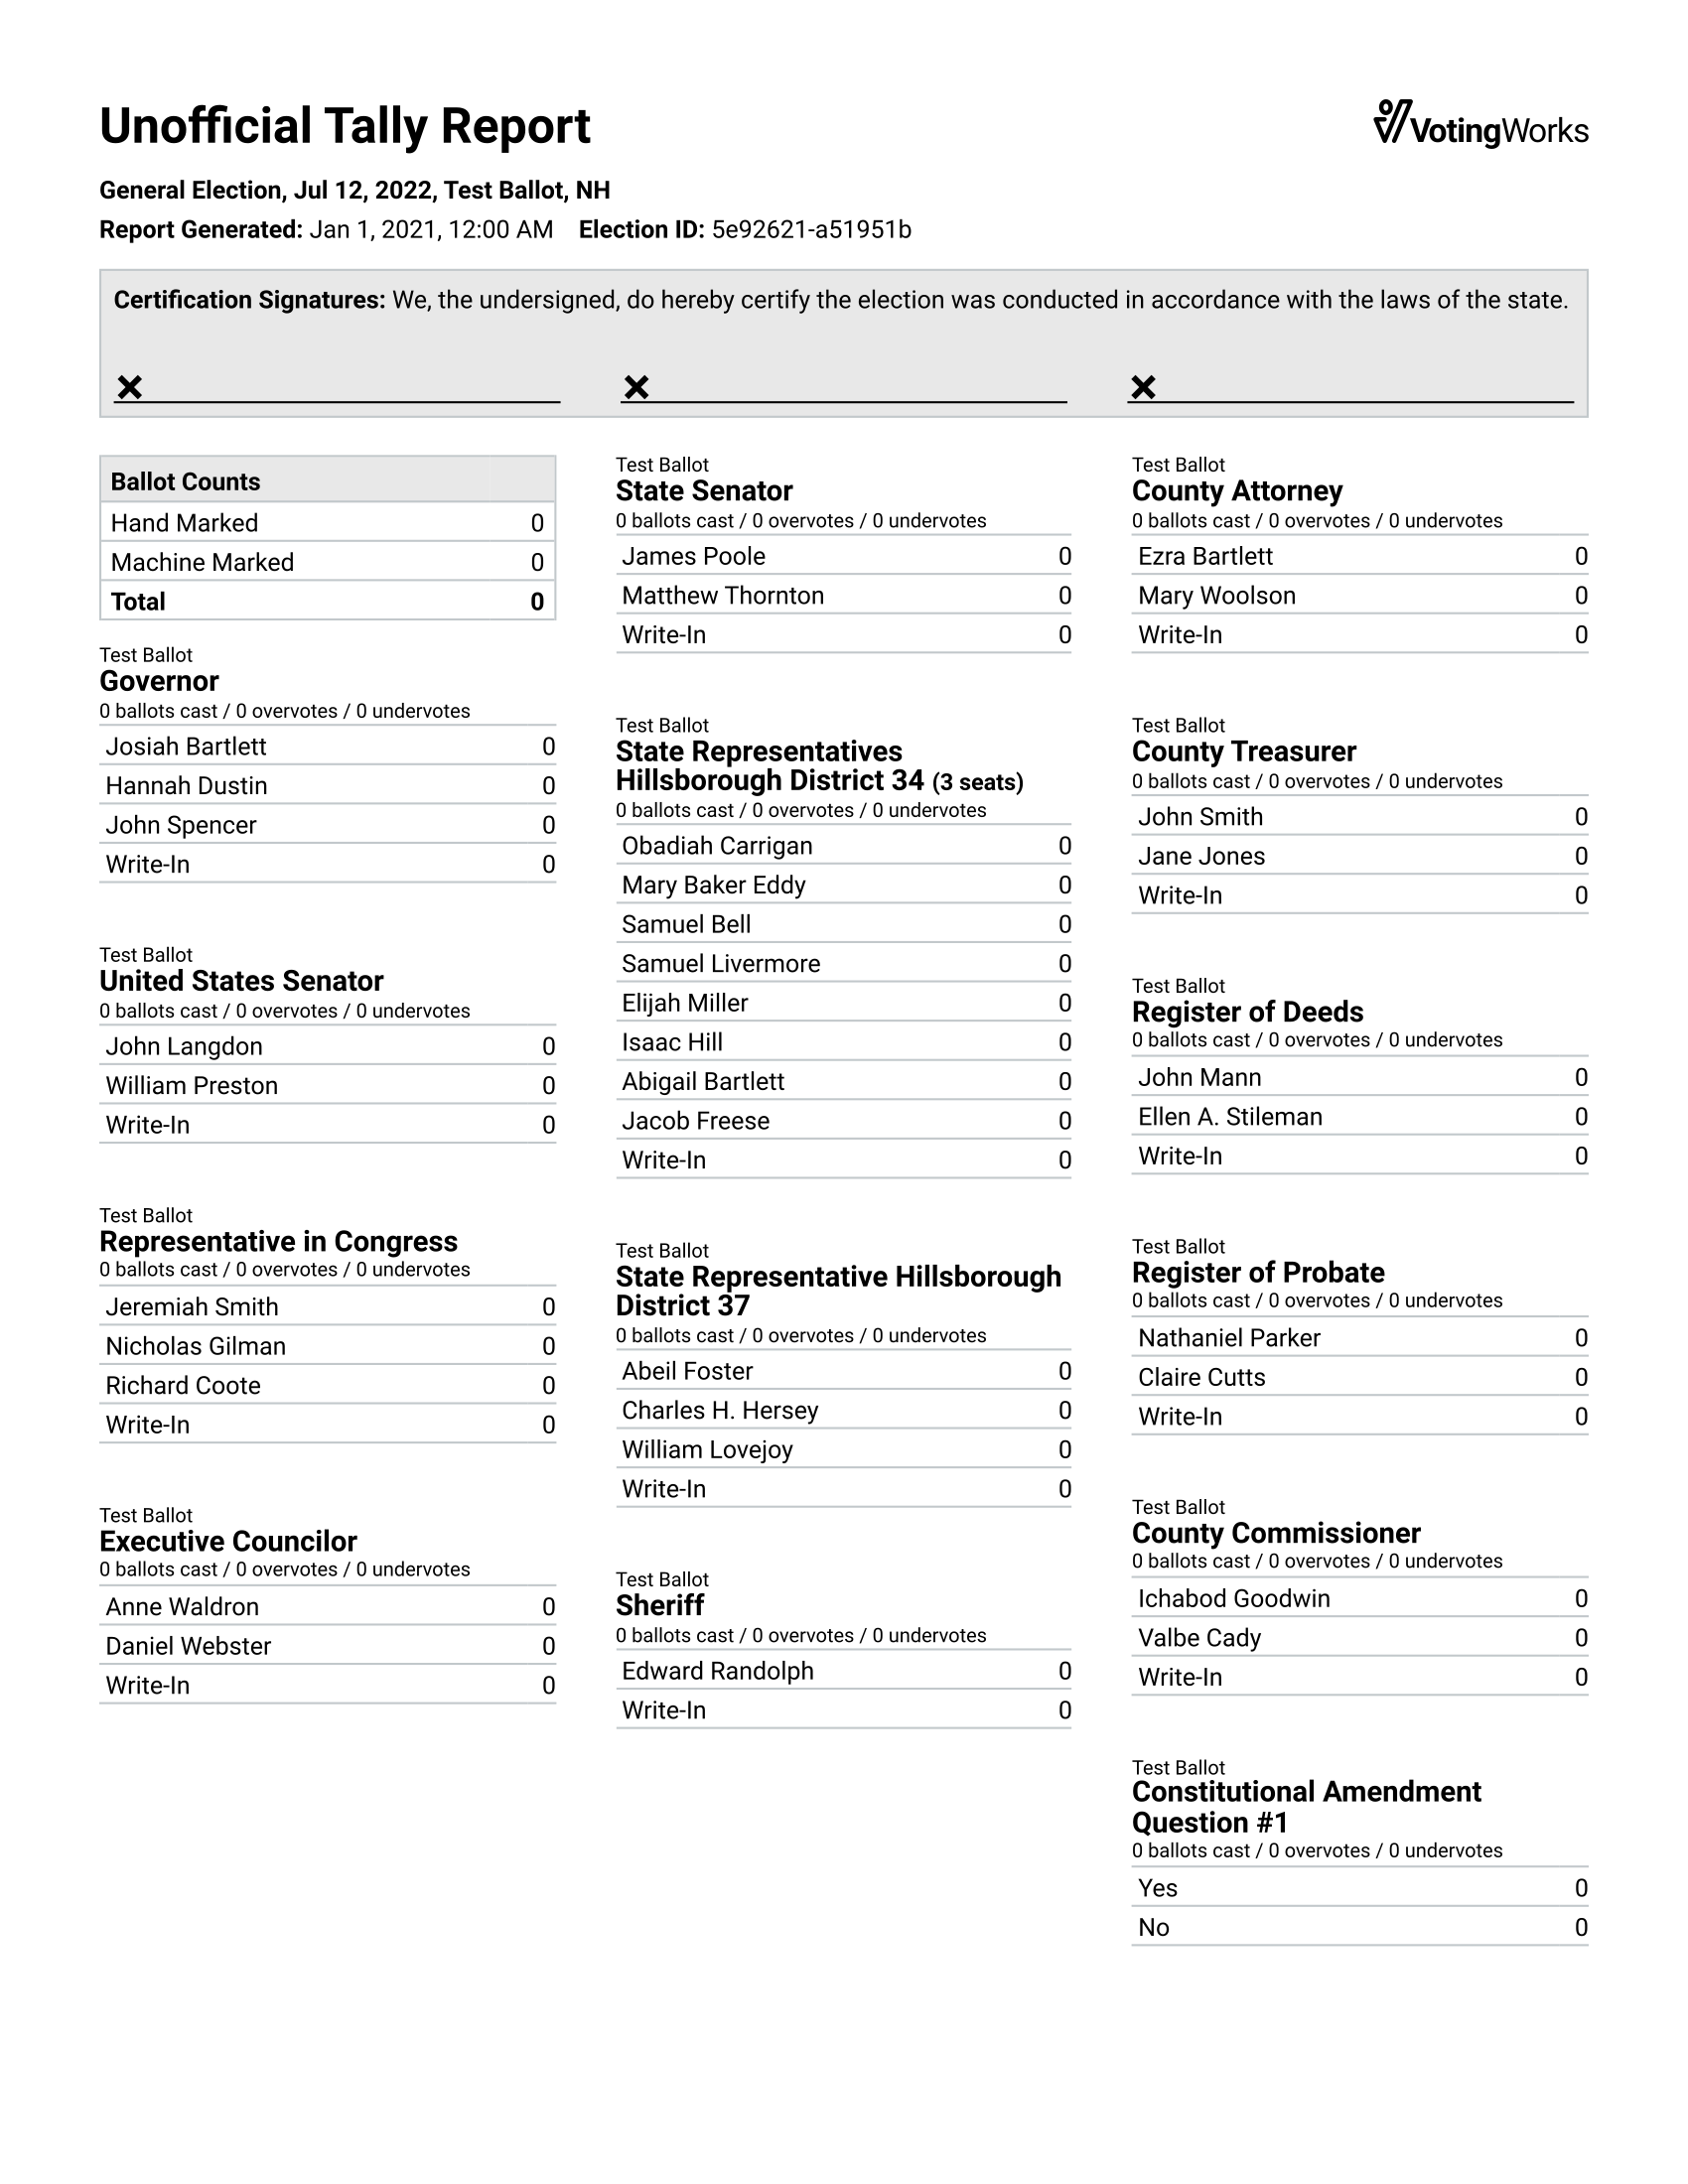 Unofficial Tally Report
VotingWorks
General Election, Jul 12, 2022, Test Ballot, NH
Report Generated: Jan 1, 2021, 12:00 AM Election ID: 5e92621-a51951b
Certification Signatures: We, the undersigned, do hereby certify the election was conducted in accordance with the laws of the state.
Ballot Counts
Hand Marked 0
Machine Marked 0
Total 0
Test Ballot
Governor
0 ballots cast / 0 overvotes / 0 undervotes
Josiah Bartlett 0
Hannah Dustin 0
John Spencer 0
Write-In 0
Test Ballot
United States Senator
0 ballots cast / 0 overvotes / 0 undervotes
John Langdon 0
William Preston 0
Write-In 0
Test Ballot
Representative in Congress
0 ballots cast / 0 overvotes / 0 undervotes
Jeremiah Smith 0
Nicholas Gilman 0
Richard Coote 0
Write-In 0
Test Ballot
Executive Councilor
0 ballots cast / 0 overvotes / 0 undervotes
Anne Waldron 0
Daniel Webster 0
Write-In 0
Test Ballot
State Senator
0 ballots cast / 0 overvotes / 0 undervotes
James Poole 0
Matthew Thornton 0
Write-In 0
Test Ballot
State Representatives
Hillsborough District 34 (3 seats)
0 ballots cast / 0 overvotes / 0 undervotes
Obadiah Carrigan 0
Mary Baker Eddy 0
Samuel Bell 0
Samuel Livermore 0
Elijah Miller 0
Isaac Hill 0
Abigail Bartlett 0
Jacob Freese 0
Write-In 0
Test Ballot
State Representative Hillsborough
District 37
0 ballots cast / 0 overvotes / 0 undervotes
Abeil Foster 0
Charles H. Hersey 0
William Lovejoy 0
Write-In 0
Test Ballot
Sheriff
0 ballots cast / 0 overvotes / 0 undervotes
Edward Randolph 0
Write-In 0
Test Ballot
County Attorney
0 ballots cast / 0 overvotes / 0 undervotes
Ezra Bartlett 0
Mary Woolson 0
Write-In 0
Test Ballot
County Treasurer
0 ballots cast / 0 overvotes / 0 undervotes
John Smith 0
Jane Jones 0
Write-In 0
Test Ballot
Register of Deeds
0 ballots cast / 0 overvotes / 0 undervotes
John Mann 0
Ellen A. Stileman 0
Write-In 0
Test Ballot
Register of Probate
0 ballots cast / 0 overvotes / 0 undervotes
Nathaniel Parker 0
Claire Cutts 0
Write-In 0
Test Ballot
County Commissioner
0 ballots cast / 0 overvotes / 0 undervotes
Ichabod Goodwin 0
Valbe Cady 0
Write-In 0
Test Ballot
Constitutional Amendment
Question #1
0 ballots cast / 0 overvotes / 0 undervotes
Yes 0
No 0